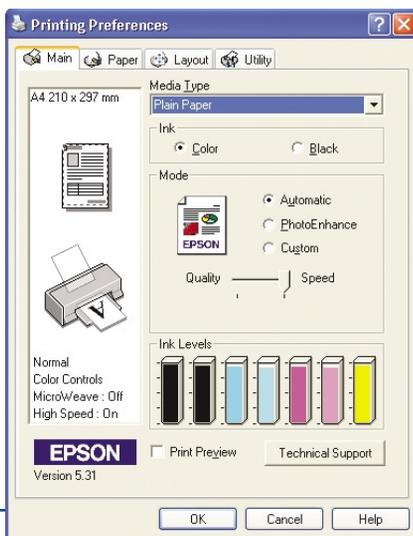 Printing Preferences
Main Paper Layout Utility
A4 210 x 297 mm
Media Type
Plain Paper
Ink
Color Black
Mode
EPSON
Automatic
PhotoEnhance
Custom
Quality Speed
A
Ink Levels
Normal
Color Controls
MicroWeave : Off
High Speed : On
EPSON
Version 5.31
Print Preview Technical Support
OK Cancel Help